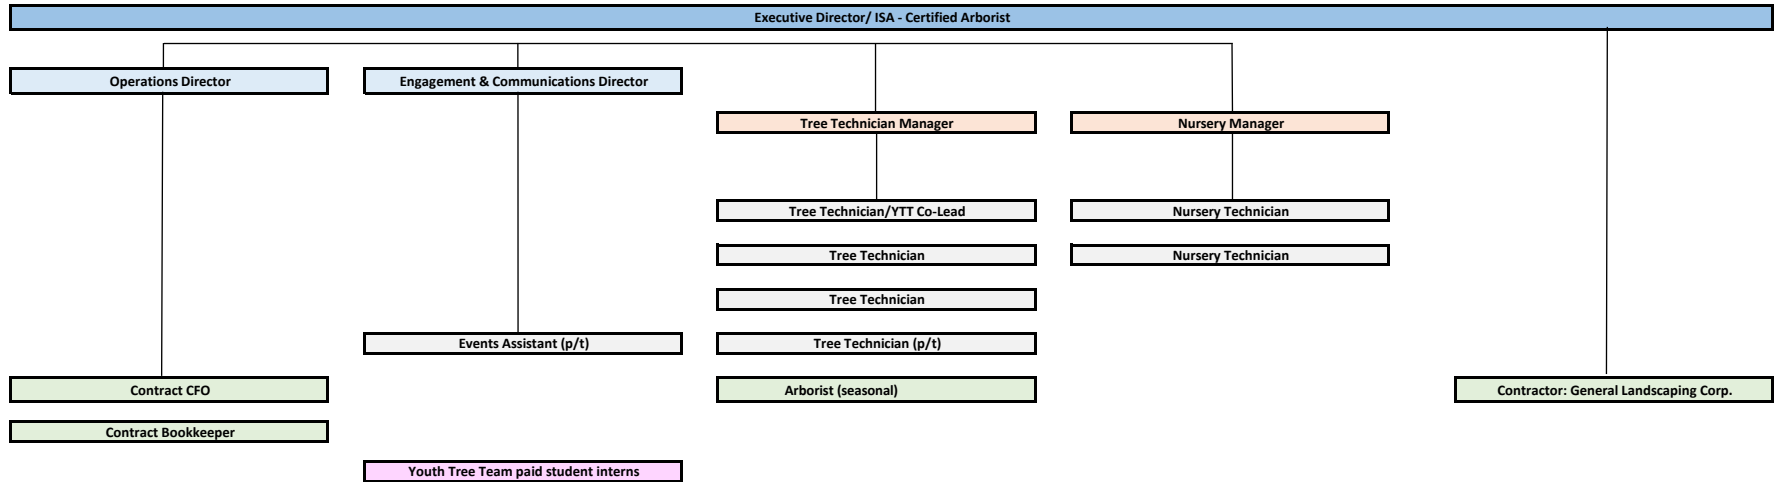 Executive Director/ ISA - Certified Arborist
Operations Director
Engagement & Communications Director
Tree Technician Manager
Nursery Manager
Tree Technician/YTT Co-Lead
Nursery Technician
Tree Technician
Nursery Technician
Tree Technician
Events Assistant (p/t)
Tree Technician (p/t)
Contract CFO
Arborist (seasonal)
Contractor: General Landscaping Corp.
Contract Bookkeeper
Youth Tree Team paid student interns